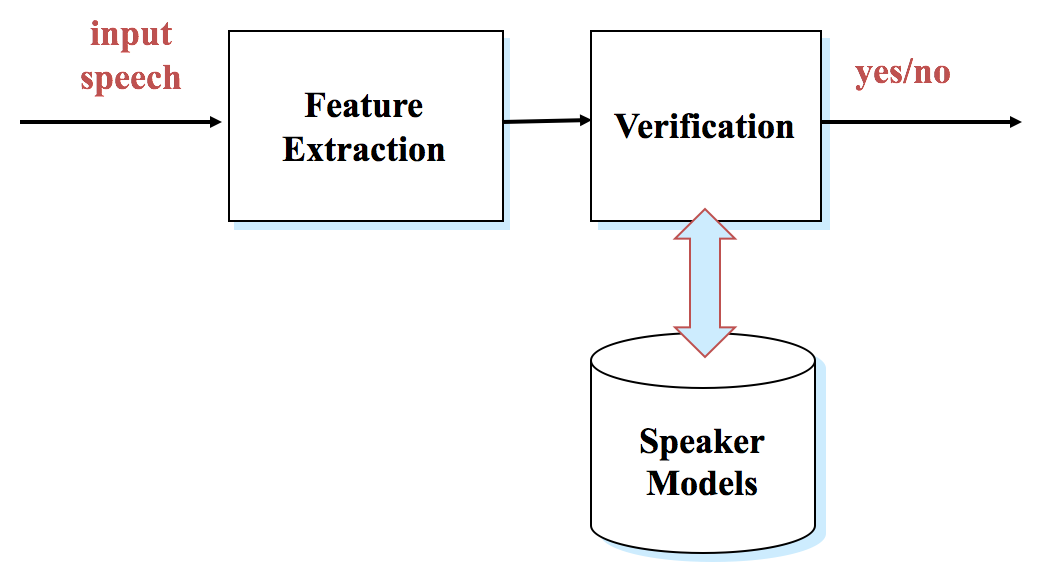 input
speech
Feature
Extraction
Verification
yes/no
Speaker
Models